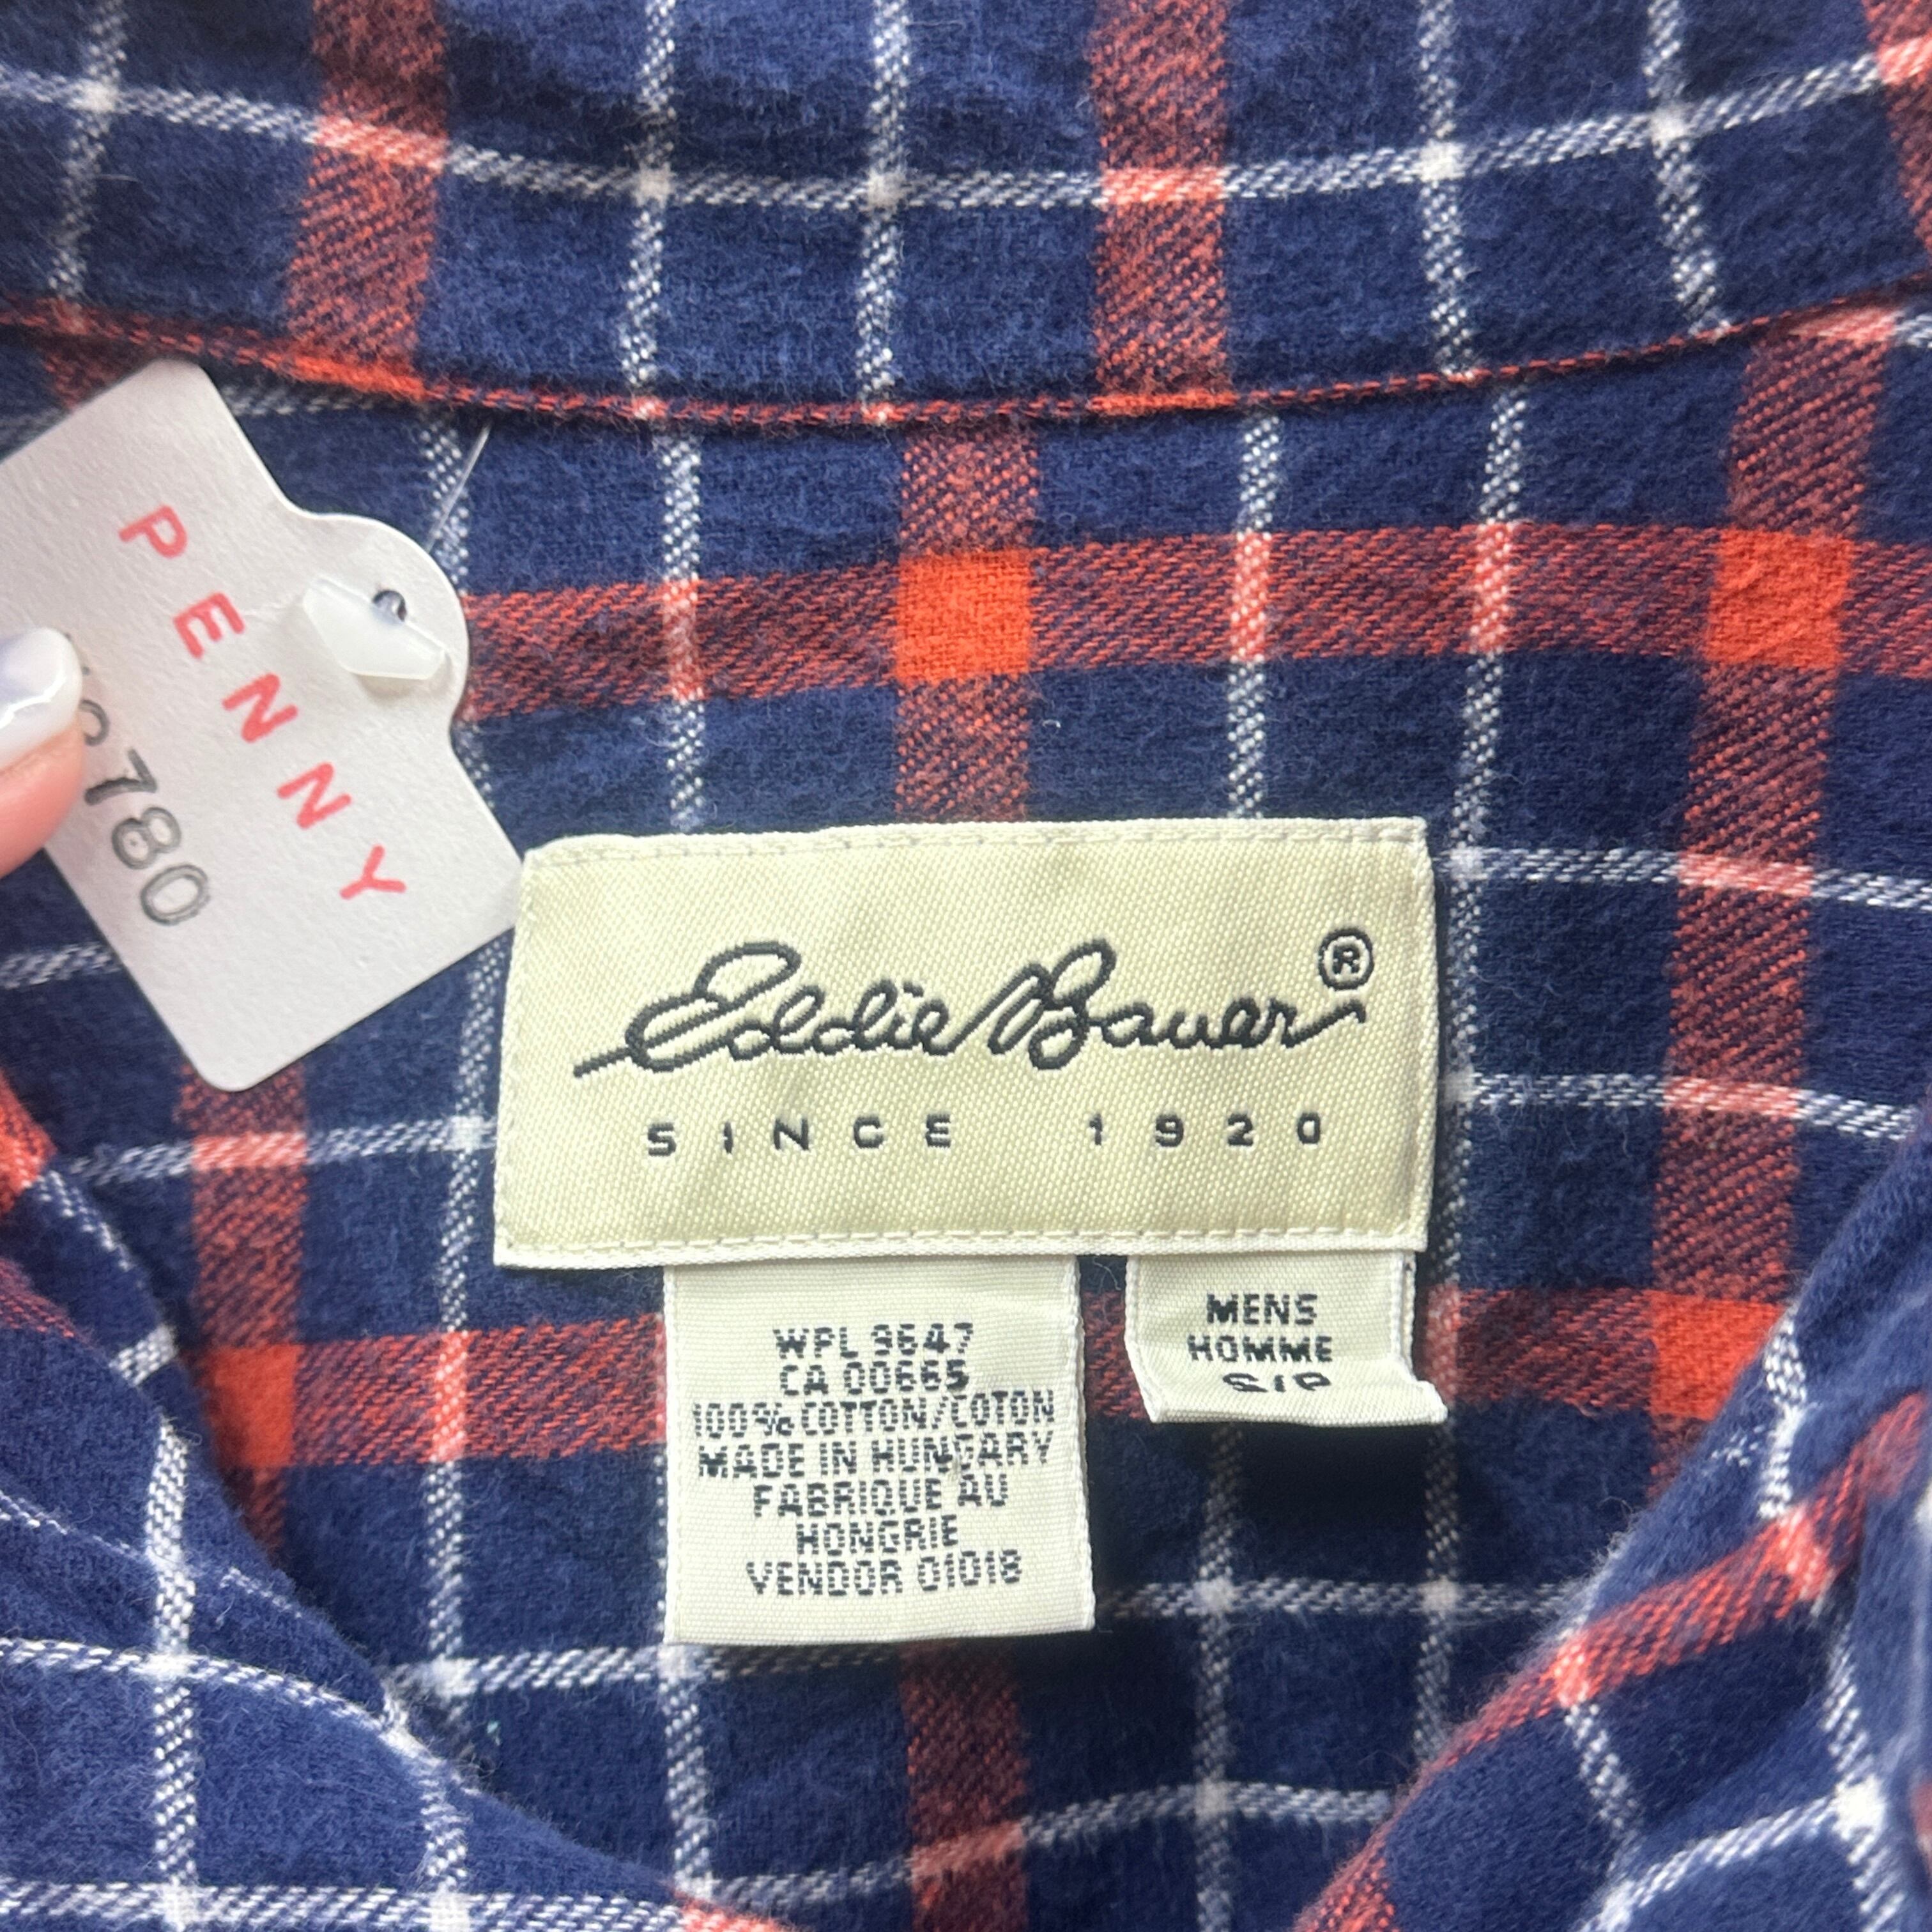 PENNY
780
Eddie Bauer®
SINCE 1920
WPL 9647
CA 00665
100% COTTON/COTON
MADE IN HUNGARY
FABRIQUE AU
HONGRIE
VENDOR 01018
MENS
HOMME
S/P